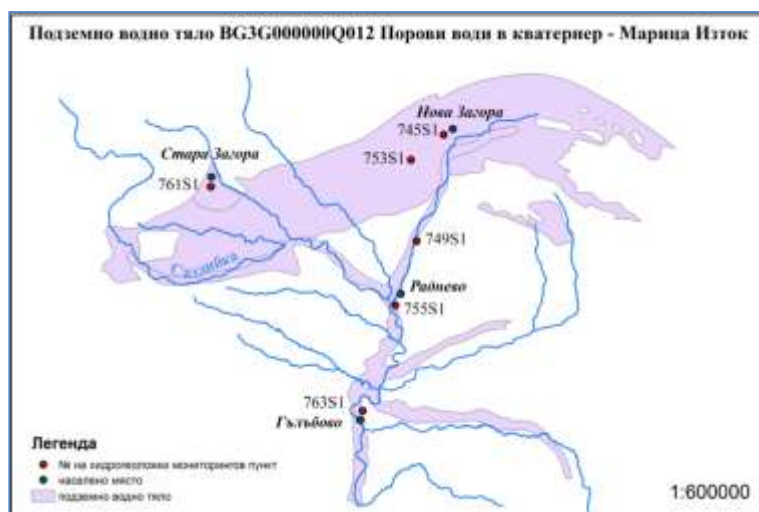 Подземно водно тяло BG3G000000Q012 Порови води в кватернер - Марица Изток
Нова Загора
745S1
Стара Загора
753S1
761S1
749S1
Сазлийка
Раднево
755S1
763S1
Гълъбово
Легенда
№ на хидрогеоложки мониторингов пункт
населено място
подземно водно тяло
1:600000